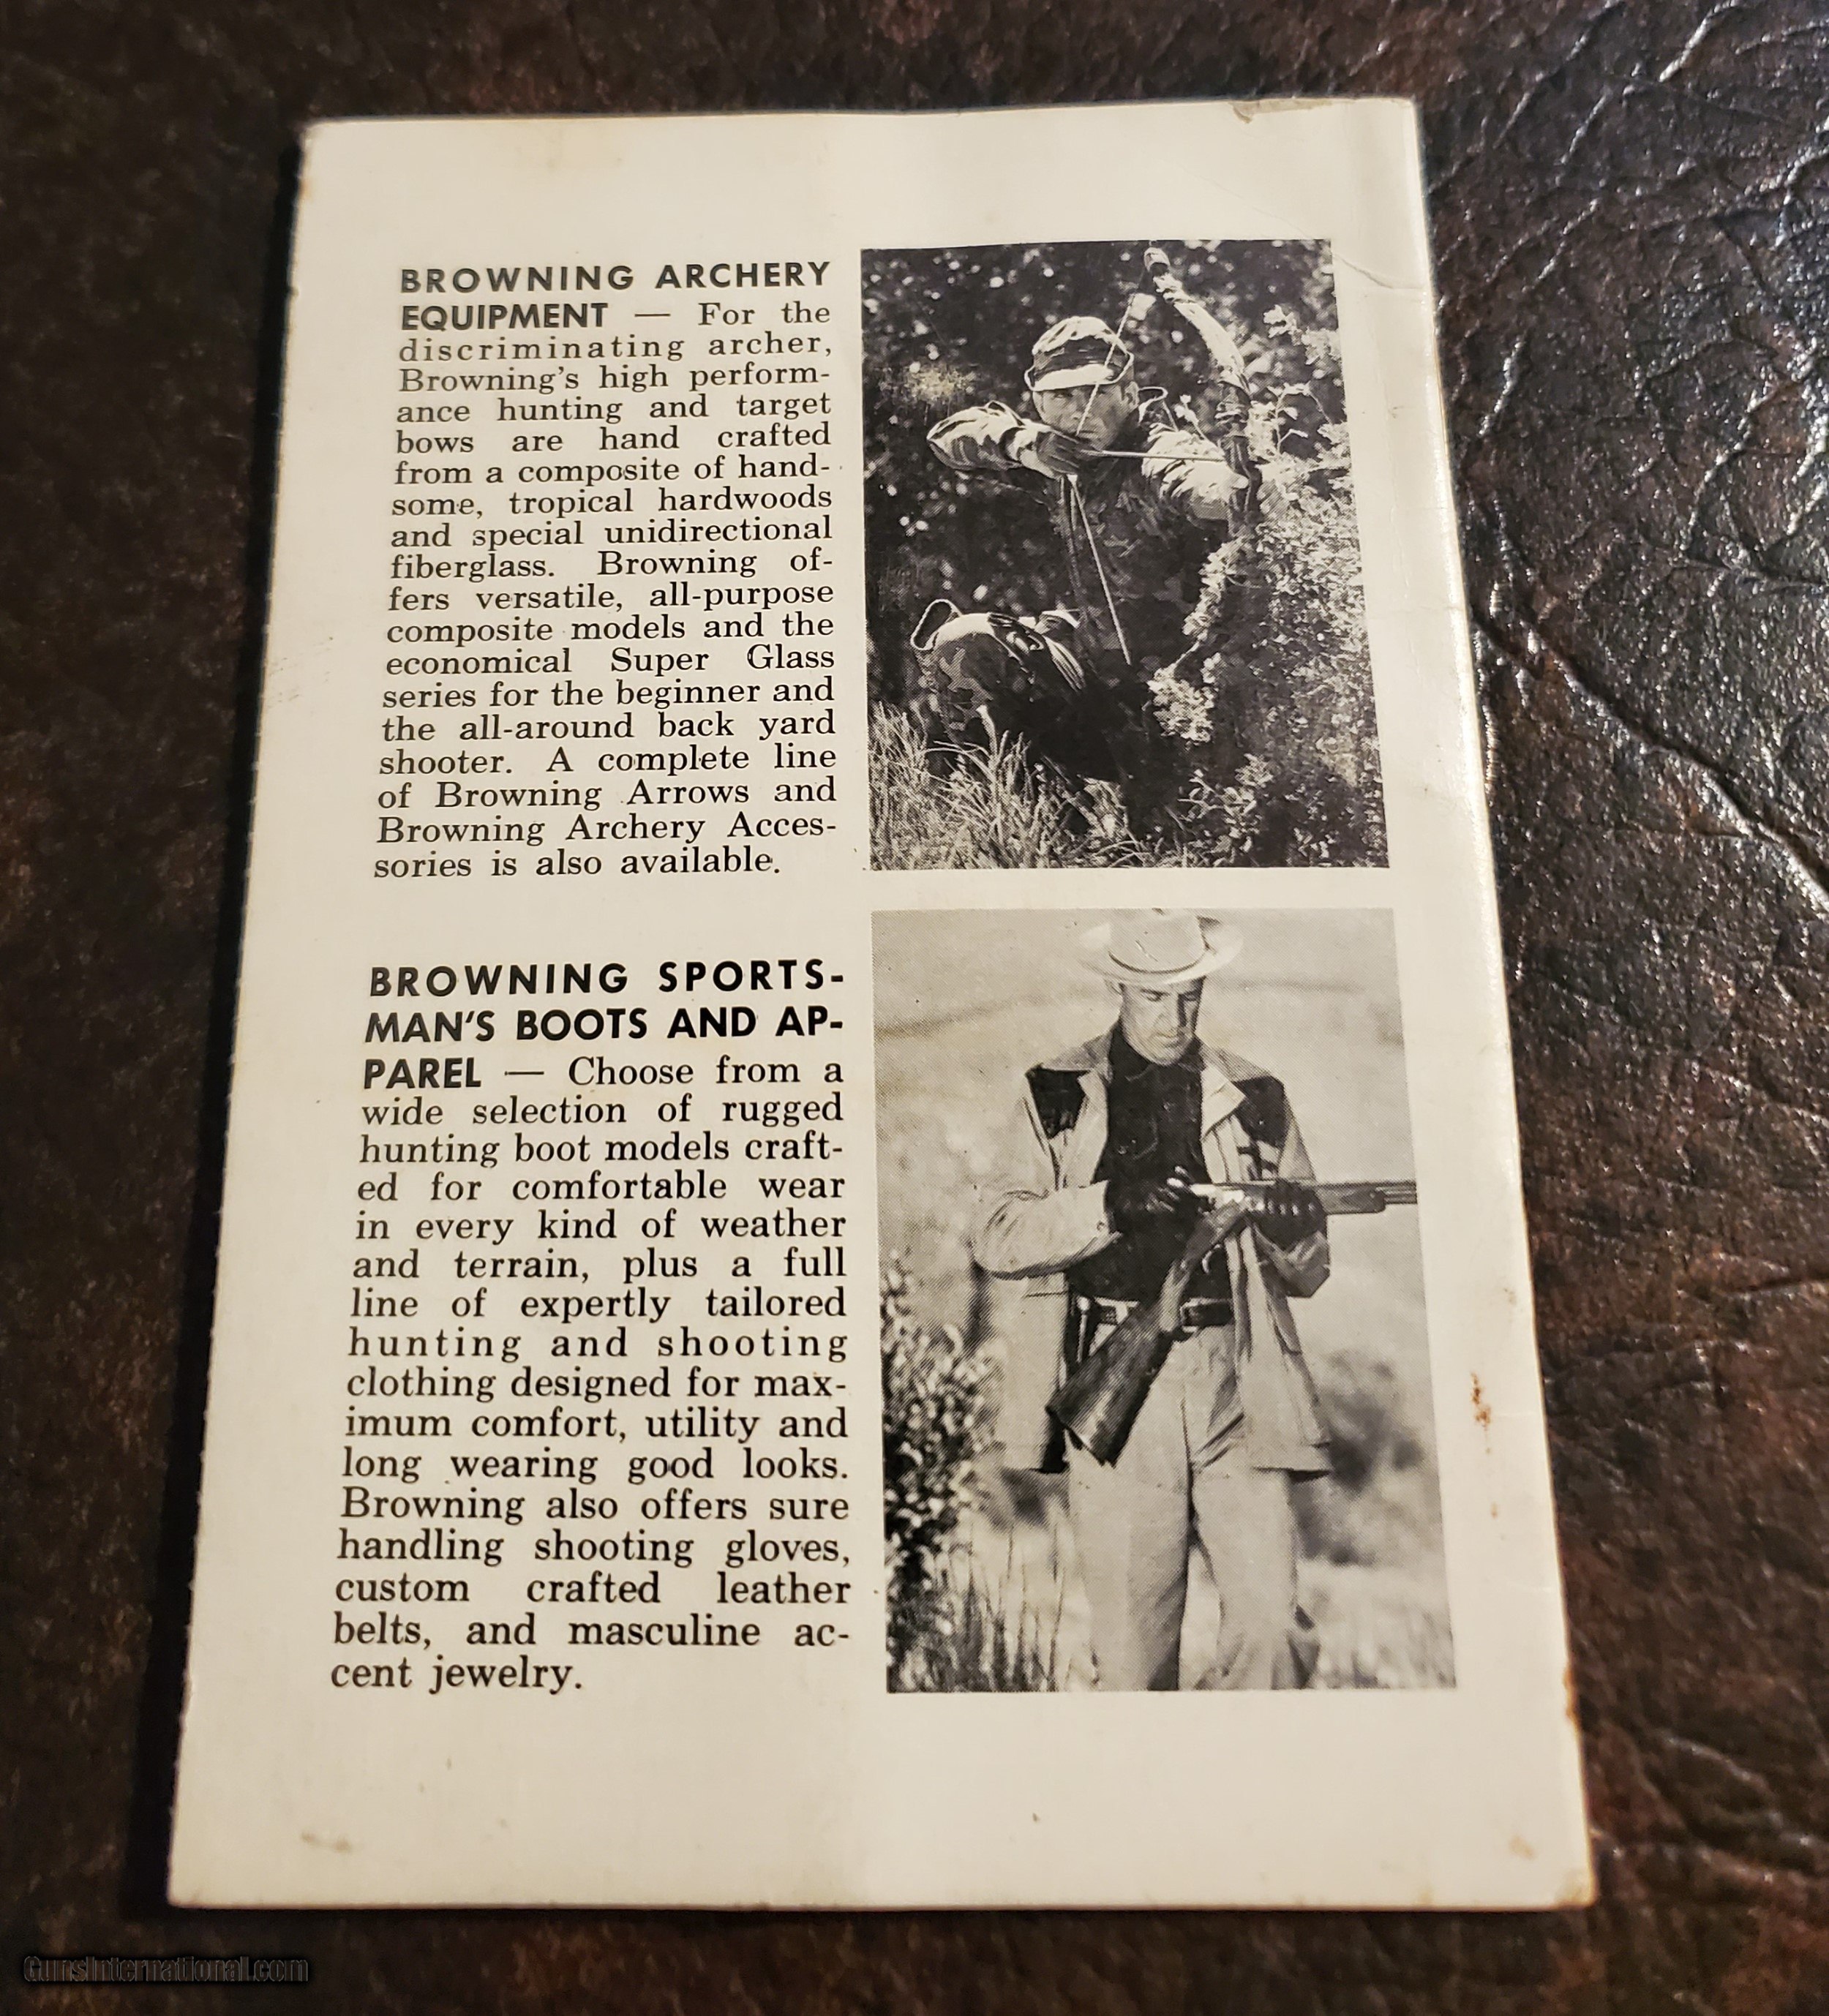 BROWNING ARCHERY
EQUIPMENT — For the
discriminating archer,
Browning's high perform-
ance hunting and target
bows are hand crafted
from a composite of hand-
some, tropical hardwoods
and special unidirectional
fiberglass. Browning of-
fers versatile, all-purpose
composite models and the
economical Super Glass
series for the beginner and
the all-around back yard
shooter. A complete line
of Browning Arrows and
Browning Archery Acces-
sories is also available.
BROWNING SPORTS-
MAN'S BOOTS AND AP-
PAREL — Choose from a
wide selection of rugged
hunting boot models craft-
ed for comfortable wear
in every kind of weather
and terrain, plus a full
line of expertly tailored
hunting and shooting
clothing designed for max-
imum comfort, utility and
long wearing good looks.
Browning also offers sure
handling shooting gloves,
custom crafted leather
belts, and masculine ac-
cent jewelry.
GunsInternational.com